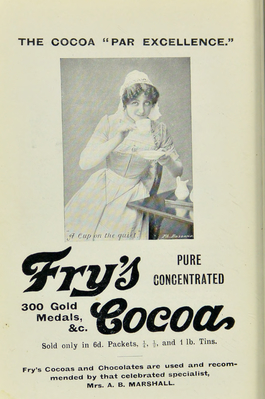 THE COCOA "PAR EXCELLENCE."
A Cup on the quiet
Fry's
PURE
CONCENTRATED
300 Gold
Medals,
&c.
Cocoa
Sold only in 6d. Packets, ¼, ½, and 1 lb. Tins.
Fry's Cocoas and Chocolates are used and recom-
mended by that celebrated specialist,
Mrs. A. B. MARSHALL.